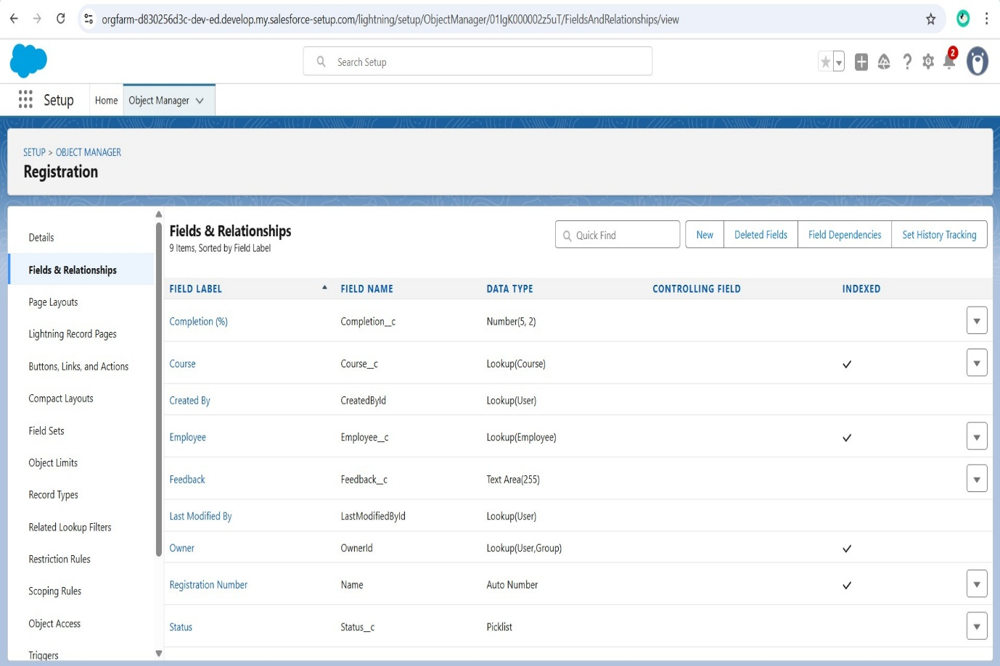 orgfarm-d830256d3c-dev-ed.develop.my.salesforce-setup.com/lightning/setup/ObjectManager/01IgK000002z5uT/FieldsAndRelationships/view
Search Setup
2
Setup
Home
Object Manager
SETUP > OBJECT MANAGER
Registration
Details
Fields & Relationships
Page Layouts
Lightning Record Pages
Buttons, Links, and Actions
Compact Layouts
Field Sets
Object Limits
Record Types
Related Lookup Filters
Restriction Rules
Scoping Rules
Object Access
Triggers
Fields & Relationships
9 Items, Sorted by Field Label
Quick Find
New
Deleted Fields
Field Dependencies
Set History Tracking
FIELD LABEL FIELD NAME DATA TYPE CONTROLLING FIELD INDEXED
Completion (%) Completion__c Number(5, 2)
Course Course__c Lookup(Course)
Created By CreatedById Lookup(User)
Employee Employee__c Lookup(Employee)
Feedback Feedback__c Text Area(255)
Last Modified By LastModifiedById Lookup(User)
Owner OwnerId Lookup(User,Group)
Registration Number Name Auto Number
Status Status__c Picklist